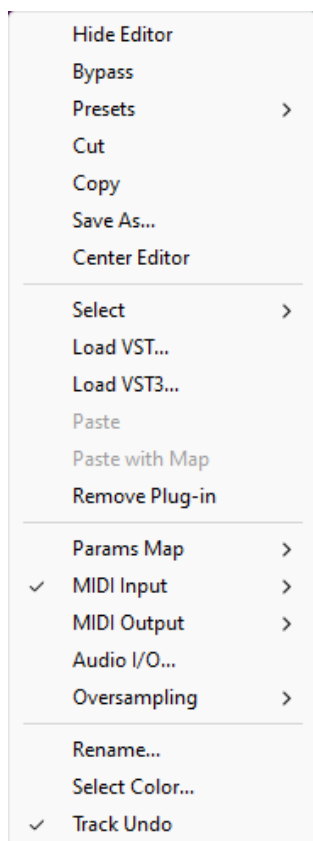 Hide Editor
Bypass
Presets
Cut
Copy
Save As...
Center Editor
Select
Load VST...
Load VST3...
Paste
Paste with Map
Remove Plug-in
Params Map
MIDI Input
MIDI Output
Audio I/O...
Oversampling
Rename...
Select Color...
Track Undo